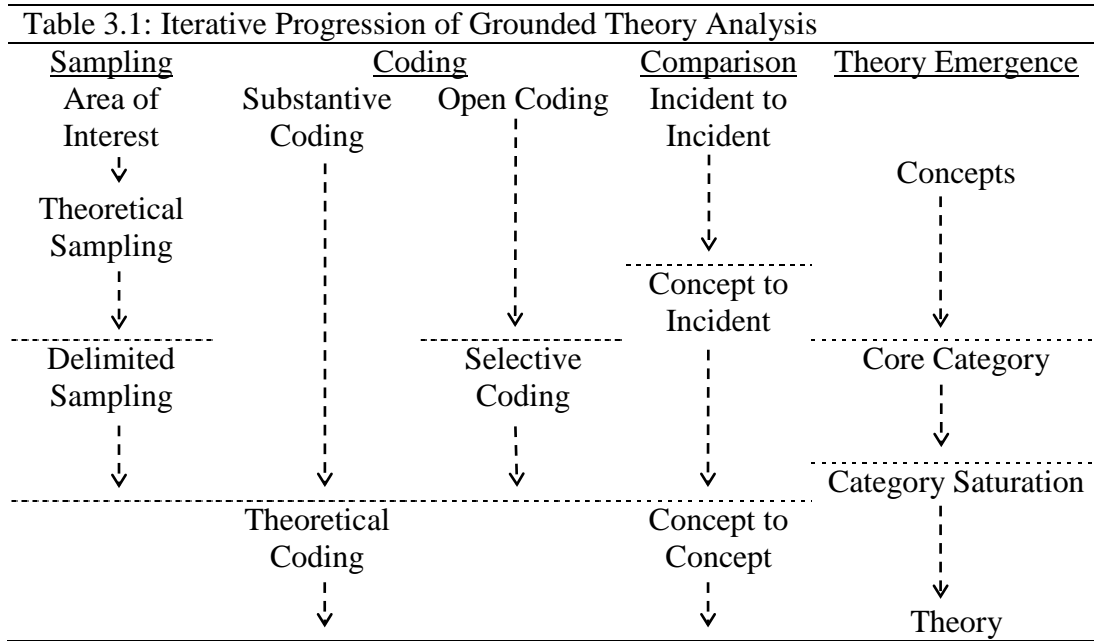 Table 3.1: Iterative Progression of Grounded Theory Analysis
Sampling Coding Comparison Theory Emergence
Area of Substantive Open Coding Incident to
Interest Coding Incident
Concepts
Theoretical
Sampling
Concept to
Incident
Delimited Selective Core Category
Sampling Coding
Category Saturation
Theoretical Concept to
Coding Concept
Theory